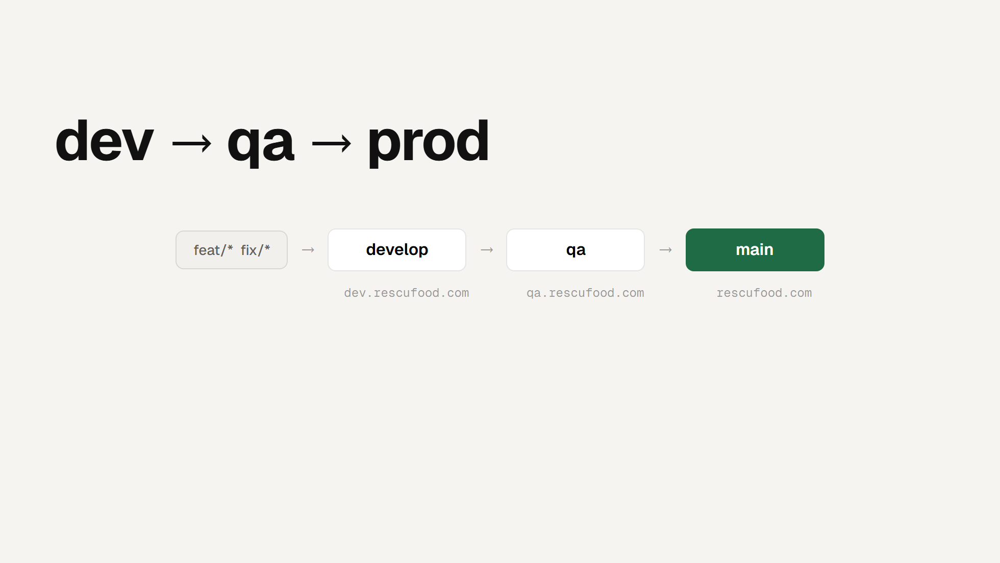 dev → qa → prod
feat/* fix/* → develop → qa → main
dev.rescufood.com qa.rescufood.com rescufood.com